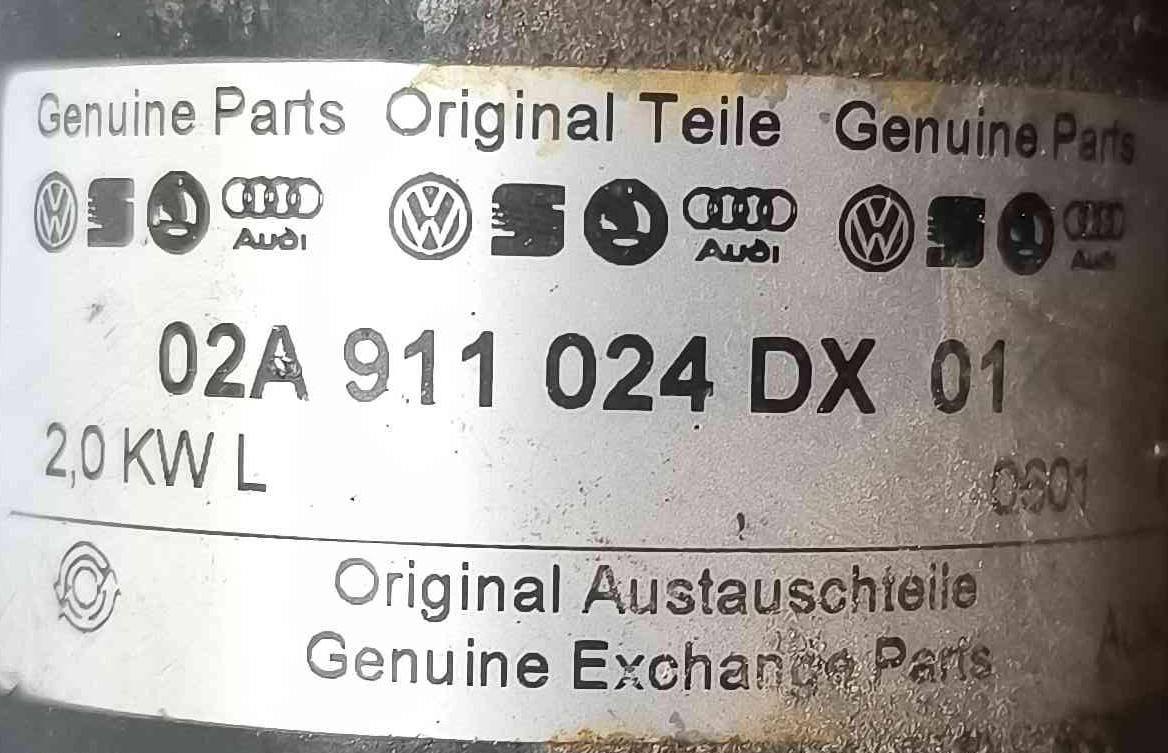 Genuine Parts Original Teile Genuine Parts
Audi Audi Audi
02A 911 024 DX 01
2,0 KW L
0601
Original Austauschteile
Genuine Exchange Parts